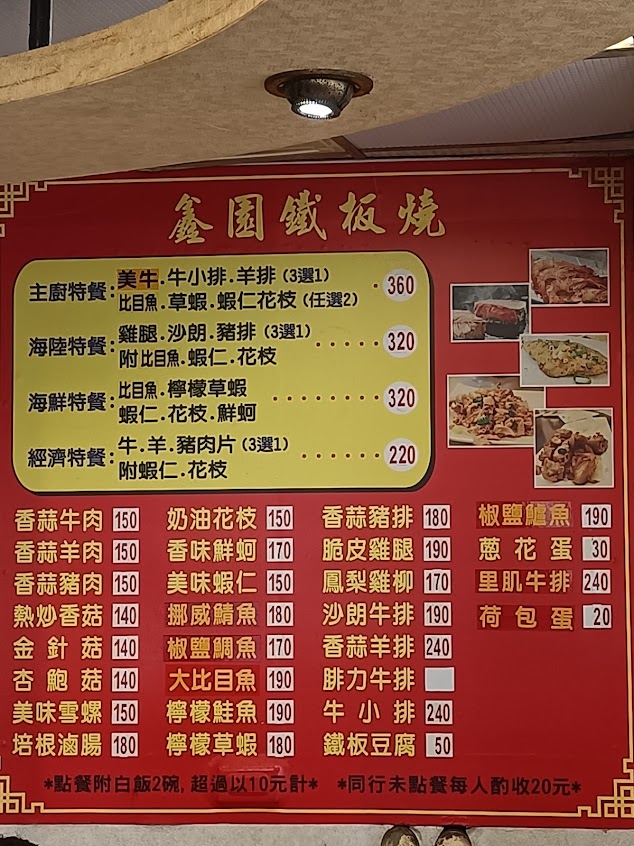 鑫園鐵板燒
主廚特餐:美牛.牛小排.羊排(3選1)
比目魚.草蝦.蝦仁花枝(任選2)
360
海陸特餐:雞腿.沙朗.豬排(3選1)
附比目魚.蝦仁.花枝
320
海鮮特餐:比目魚.檸檬草蝦
蝦仁.花枝.鮮蚵
320
經濟特餐:牛.羊.豬肉片(3選1)
附蝦仁.花枝
220
香蒜牛肉 150
香蒜羊肉 150
香蒜豬肉 150
熱炒香菇 140
金針菇 140
杏鮑菇 140
美味雪螺 150
培根滷腸 180
奶油花枝 150
香味鮮蚵 170
美味蝦仁 150
挪威鯖魚 180
椒鹽鯛魚 170
大比目魚 190
檸檬鮭魚 190
檸檬草蝦 180
香蒜豬排 180
脆皮雞腿 190
鳳梨雞柳 170
沙朗牛排 190
香蒜羊排 240
腓力牛排
牛小排 240
鐵板豆腐 50
椒鹽鱸魚 190
蔥花蛋 30
里肌牛排 240
荷包蛋 20
*點餐附白飯2碗,超過以10元計* *同行未點餐每人酌收20元*